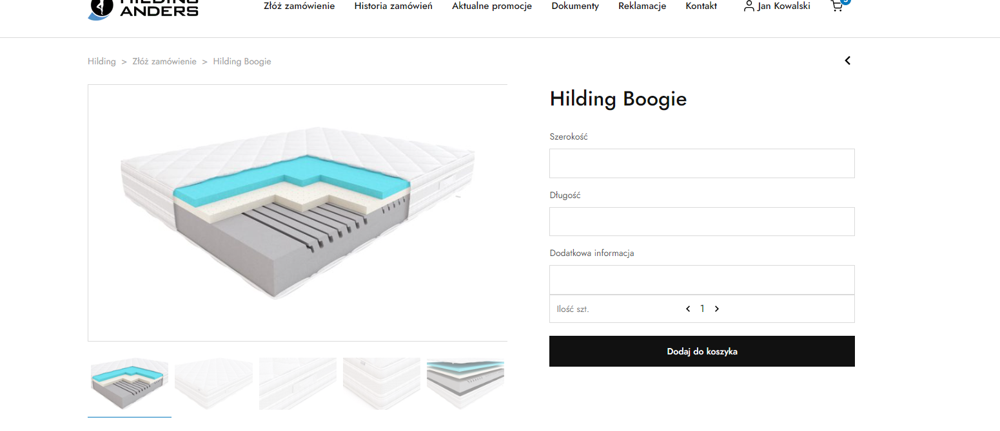 HILDING
ANDERS
Złóż zamówienie
Historia zamówień
Aktualne promocje
Dokumenty
Reklamacje
Kontakt
Jan Kowalski
Hilding > Złóż zamówienie > Hilding Boogie
Hilding Boogie
Szerokość
Długość
Dodatkowa informacja
Ilość szt.
1
Dodaj do koszyka